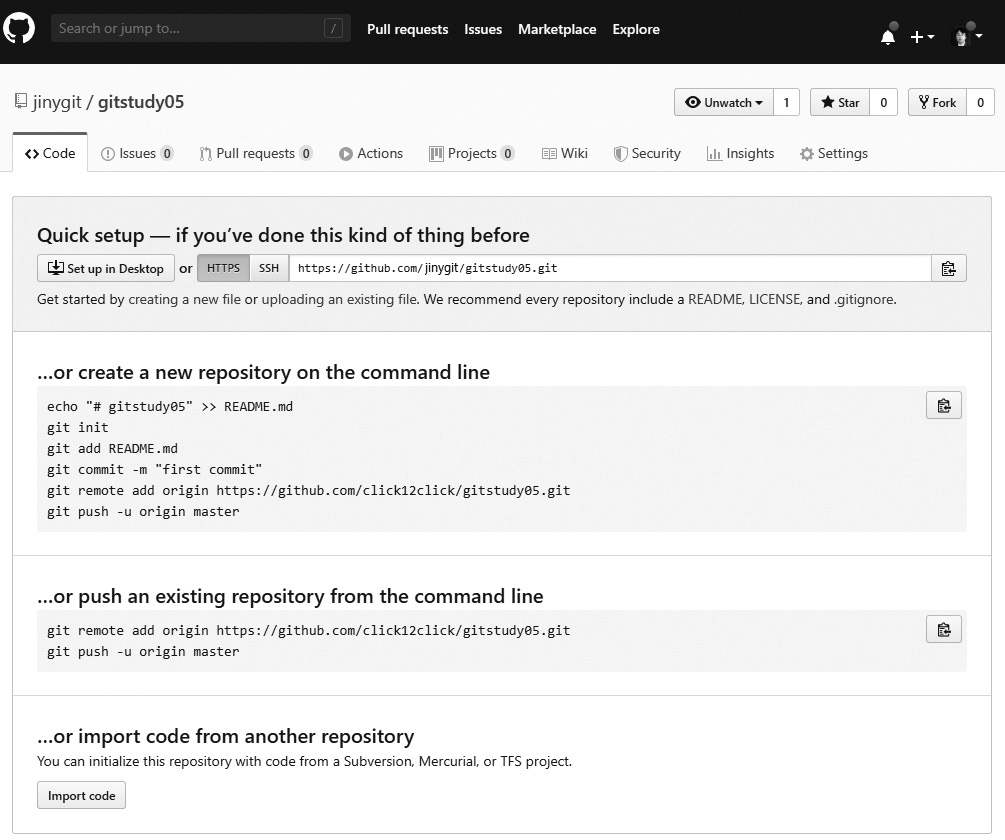 Search or jump to... / Pull requests Issues Marketplace Explore
jinygit / gitstudy05 Unwatch 1 Star 0 Fork 0
Code Issues 0 Pull requests 0 Actions Projects 0 Wiki Security Insights Settings
Quick setup — if you’ve done this kind of thing before
Set up in Desktop or HTTPS SSH https://github.com/jinygit/gitstudy05.git
Get started by creating a new file or uploading an existing file. We recommend every repository include a README, LICENSE, and .gitignore.
…or create a new repository on the command line
echo "# gitstudy05" >> README.md
git init
git add README.md
git commit -m "first commit"
git remote add origin https://github.com/click12click/gitstudy05.git
git push -u origin master
…or push an existing repository from the command line
git remote add origin https://github.com/click12click/gitstudy05.git
git push -u origin master
…or import code from another repository
You can initialize this repository with code from a Subversion, Mercurial, or TFS project.
Import code